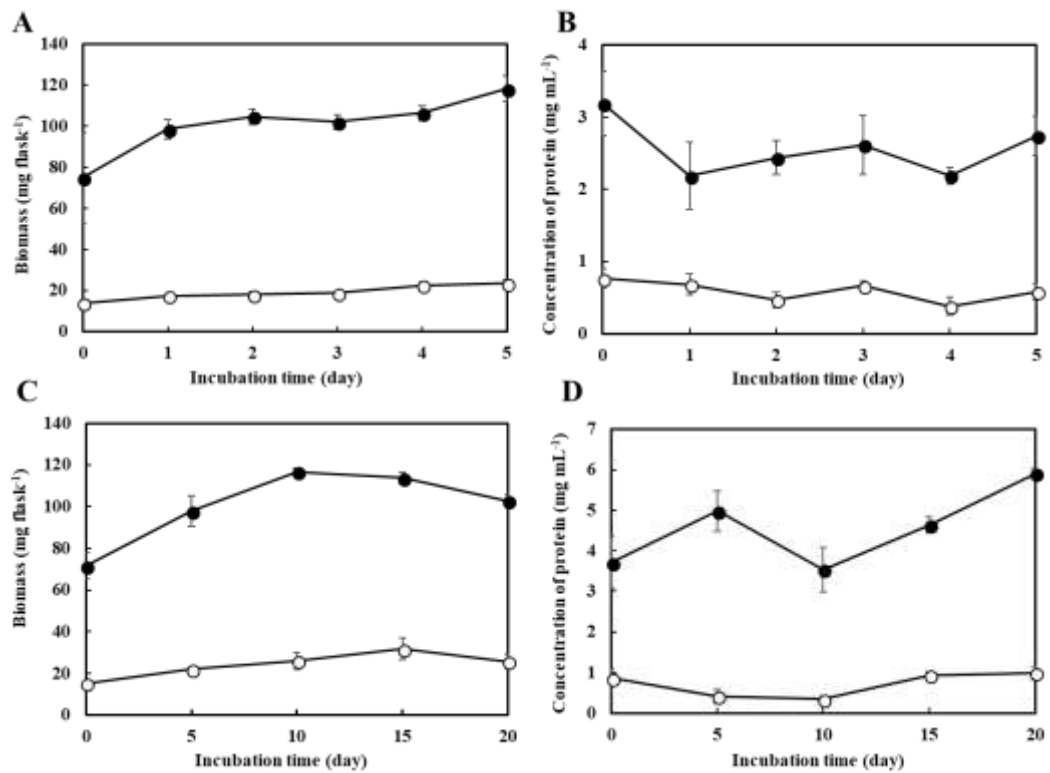 A
Biomass (mg flask⁻¹)
140
120
100
80
60
40
20
0
0 1 2 3 4 5
Incubation time (day)
B
Concentration of protein (mg mL⁻¹)
4
3
2
1
0
0 1 2 3 4 5
Incubation time (day)
C
Biomass (mg flask⁻¹)
140
120
100
80
60
40
20
0
0 5 10 15 20
Incubation time (day)
D
Concentration of protein (mg mL⁻¹)
7
6
5
4
3
2
1
0
0 5 10 15 20
Incubation time (day)